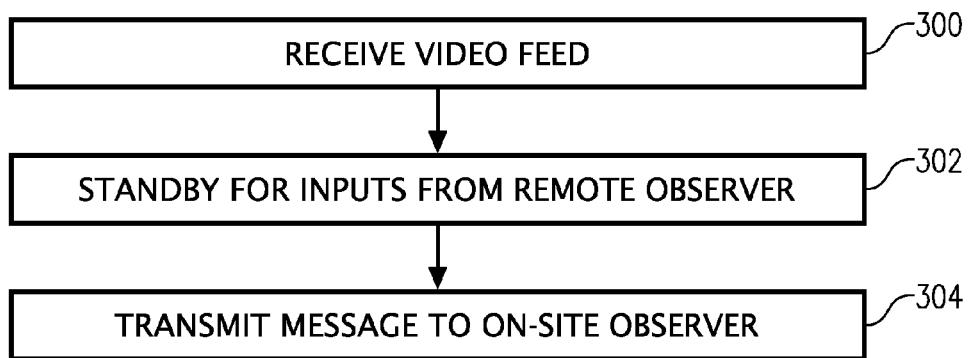 300
RECEIVE VIDEO FEED
302
STANDBY FOR INPUTS FROM REMOTE OBSERVER
304
TRANSMIT MESSAGE TO ON-SITE OBSERVER